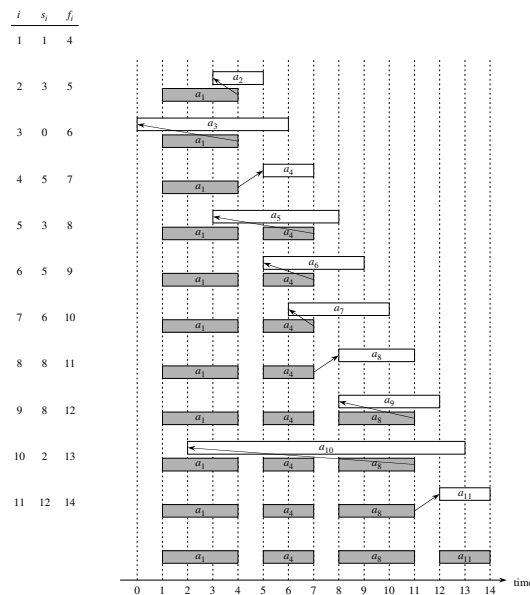 i s_i f_i
1 1 4
a_2
2 3 5
a_1
a_3
3 0 6
a_1
a_4
4 5 7
a_1
a_5
5 3 8
a_1 a_4
a_6
6 5 9
a_1 a_4
a_7
7 6 10
a_1 a_4
a_8
8 8 11
a_1 a_4
a_9
9 8 12
a_1 a_4 a_8
a_10
10 2 13
a_1 a_4 a_8
a_11
11 12 14
a_1 a_4 a_8
a_1 a_4 a_8 a_11
time
0 1 2 3 4 5 6 7 8 9 10 11 12 13 14